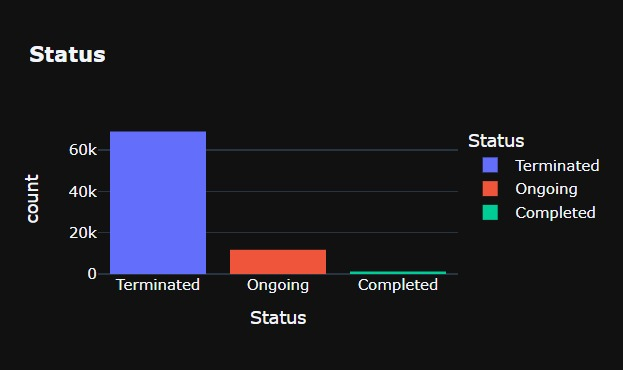 Status
60k
40k
20k
0
count
Terminated
Ongoing
Completed
Status
Status
Terminated
Ongoing
Completed